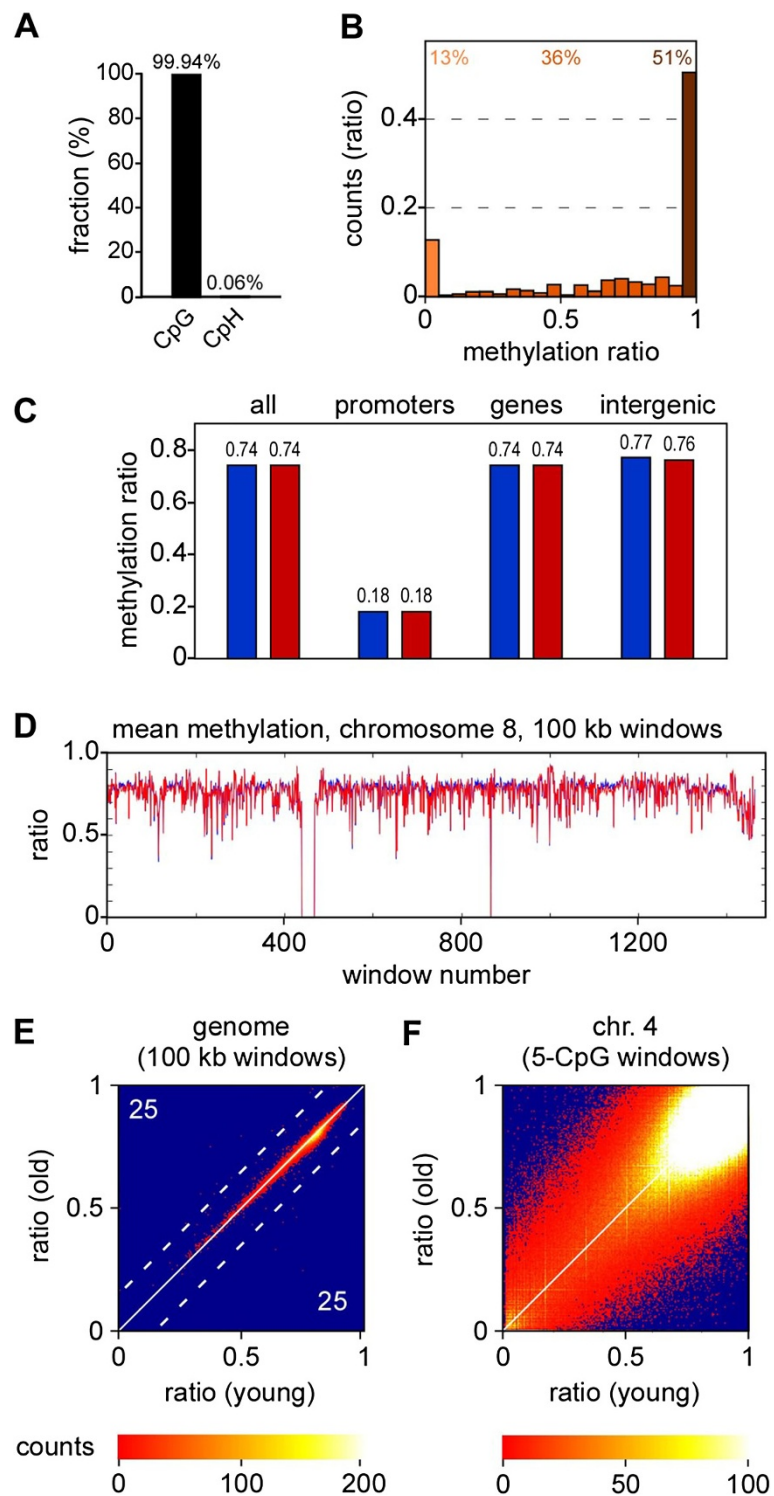 A
99.94%
100
80
60
40
20
0
fraction (%)
0.06%
CpG
CpH
B
13%
36%
51%
0.4
0.2
0
counts (ratio)
0
0.5
1
methylation ratio
C
all
promoters
genes
intergenic
0.8
0.6
0.4
0.2
0
methylation ratio
0.74
0.74
0.18
0.18
0.74
0.74
0.77
0.76
D
mean methylation, chromosome 8, 100 kb windows
1.0
0.5
0
ratio
0
400
800
1200
window number
E
genome
(100 kb windows)
25
25
1
0.5
0
ratio (old)
0
0.5
1
ratio (young)
counts
0
100
200
F
chr. 4
(5-CpG windows)
1
0.5
0
ratio (old)
0
0.5
1
ratio (young)
0
50
100